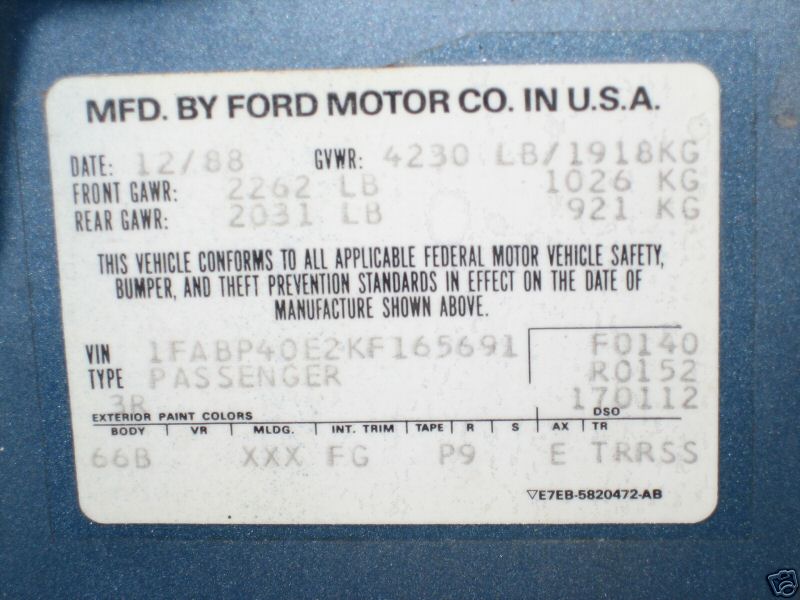 MFD. BY FORD MOTOR CO. IN U.S.A.
DATE: 12/88 GVWR: 4230 LB/1918KG
FRONT GAWR: 2262 LB 1026 KG
REAR GAWR: 2031 LB 921 KG
THIS VEHICLE CONFORMS TO ALL APPLICABLE FEDERAL MOTOR VEHICLE SAFETY,
BUMPER, AND THEFT PREVENTION STANDARDS IN EFFECT ON THE DATE OF
MANUFACTURE SHOWN ABOVE.
VIN 1FABP40E2KF165691 F0140
TYPE PASSENGER R0152
3R 170112
EXTERIOR PAINT COLORS DSO
BODY VR MLDG. INT. TRIM TAPE R S AX TR
66B XXX FG P9 E TRRSS
E7EB-5820472-AB